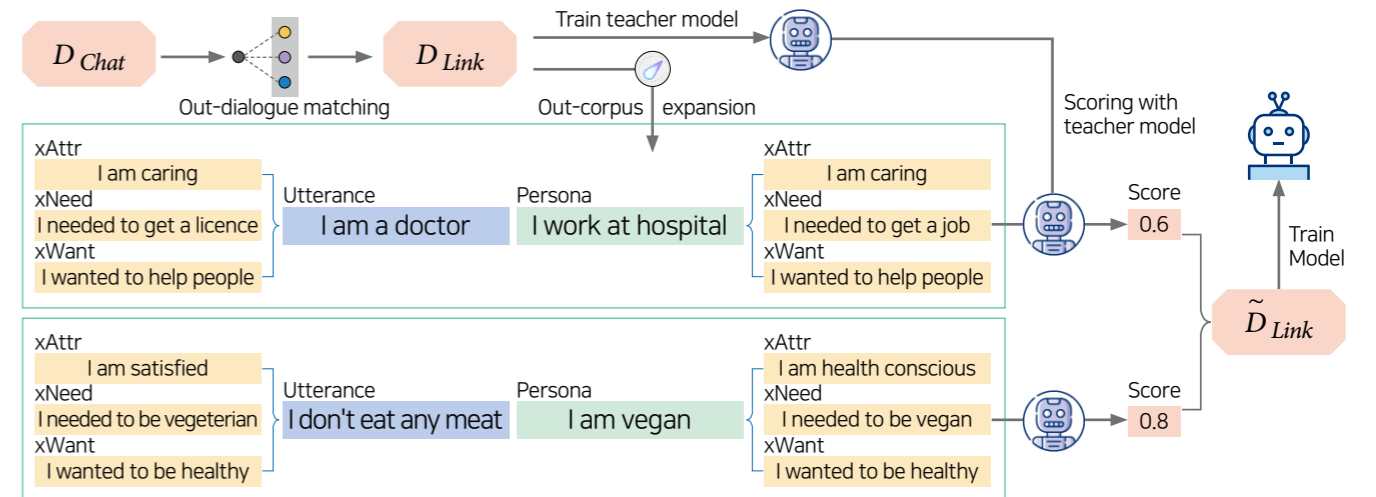 D Chat
D Link
Train teacher model
Out-dialogue matching
Out-corpus expansion
Scoring with
teacher model
xAttr
I am caring
xNeed
I needed to get a licence
xWant
I wanted to help people
Utterance
I am a doctor
Persona
I work at hospital
xAttr
I am caring
xNeed
I needed to get a job
xWant
I wanted to help people
Score
0.6
Train
Model
D̃ Link
xAttr
I am satisfied
xNeed
I needed to be vegeterian
xWant
I wanted to be healthy
Utterance
I don't eat any meat
Persona
I am vegan
xAttr
I am health conscious
xNeed
I needed to be vegan
xWant
I wanted to be healthy
Score
0.8